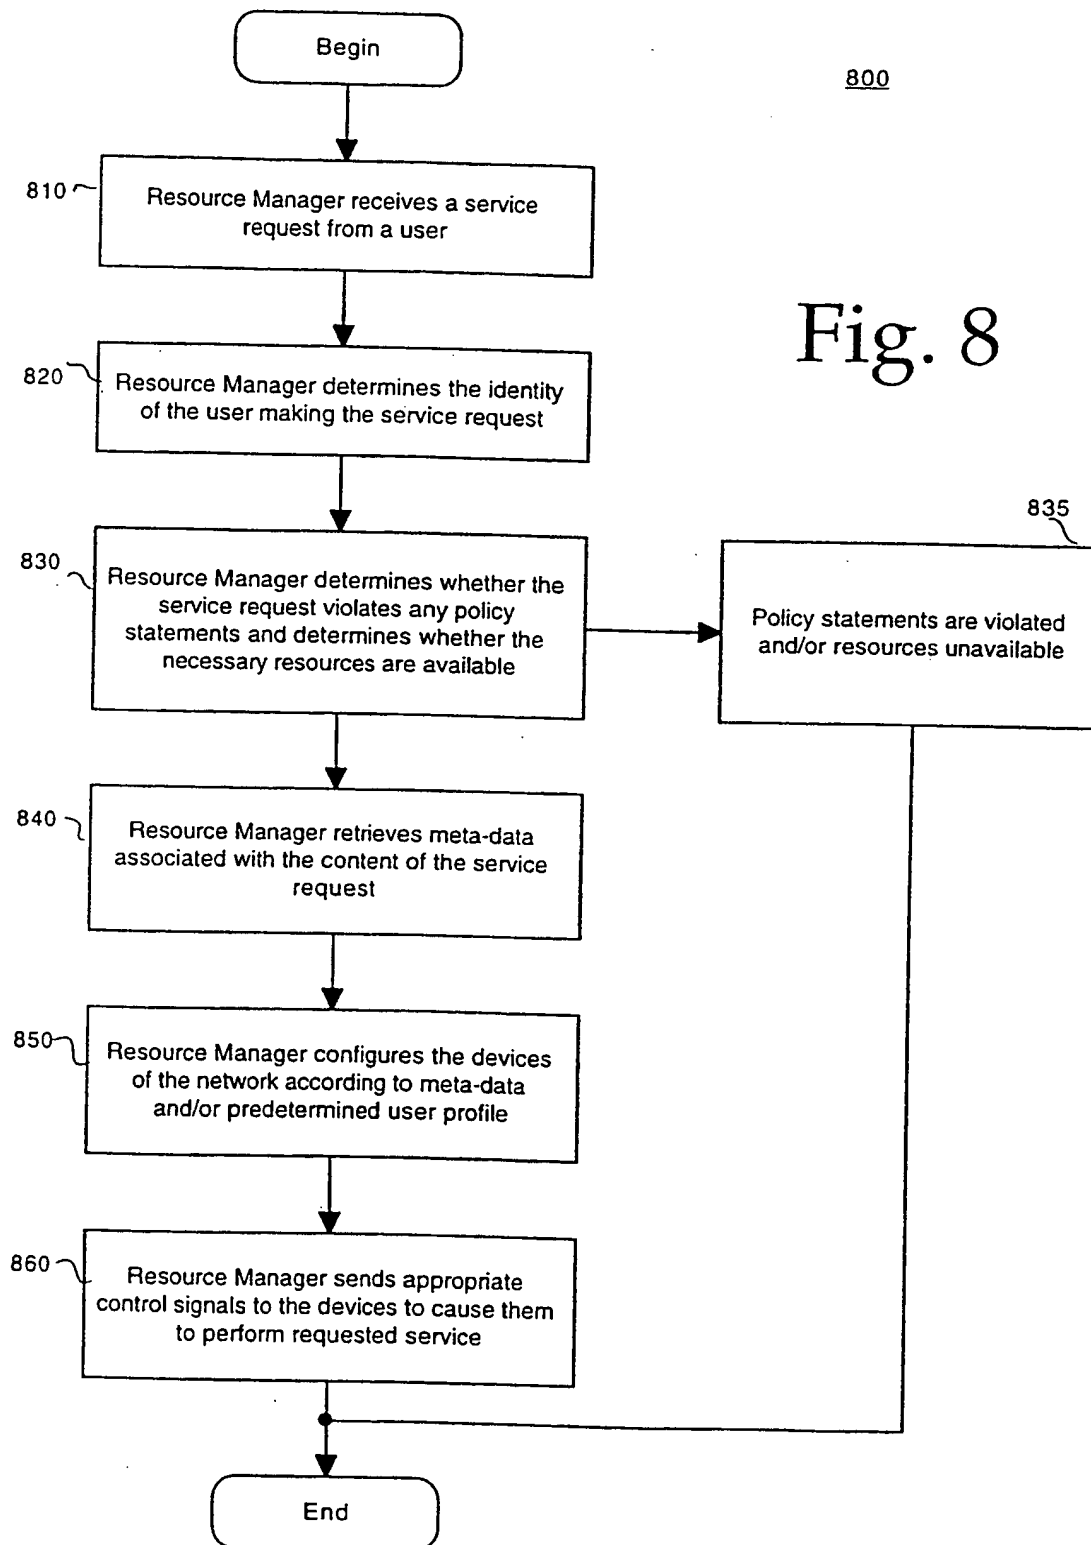 Begin
800
810
Resource Manager receives a service
request from a user
Fig. 8
820
Resource Manager determines the identity
of the user making the service request
830
Resource Manager determines whether the
service request violates any policy
statements and determines whether the
necessary resources are available
835
Policy statements are violated
and/or resources unavailable
840
Resource Manager retrieves meta-data
associated with the content of the service
request
850
Resource Manager configures the devices
of the network according to meta-data
and/or predetermined user profile
860
Resource Manager sends appropriate
control signals to the devices to cause them
to perform requested service
End